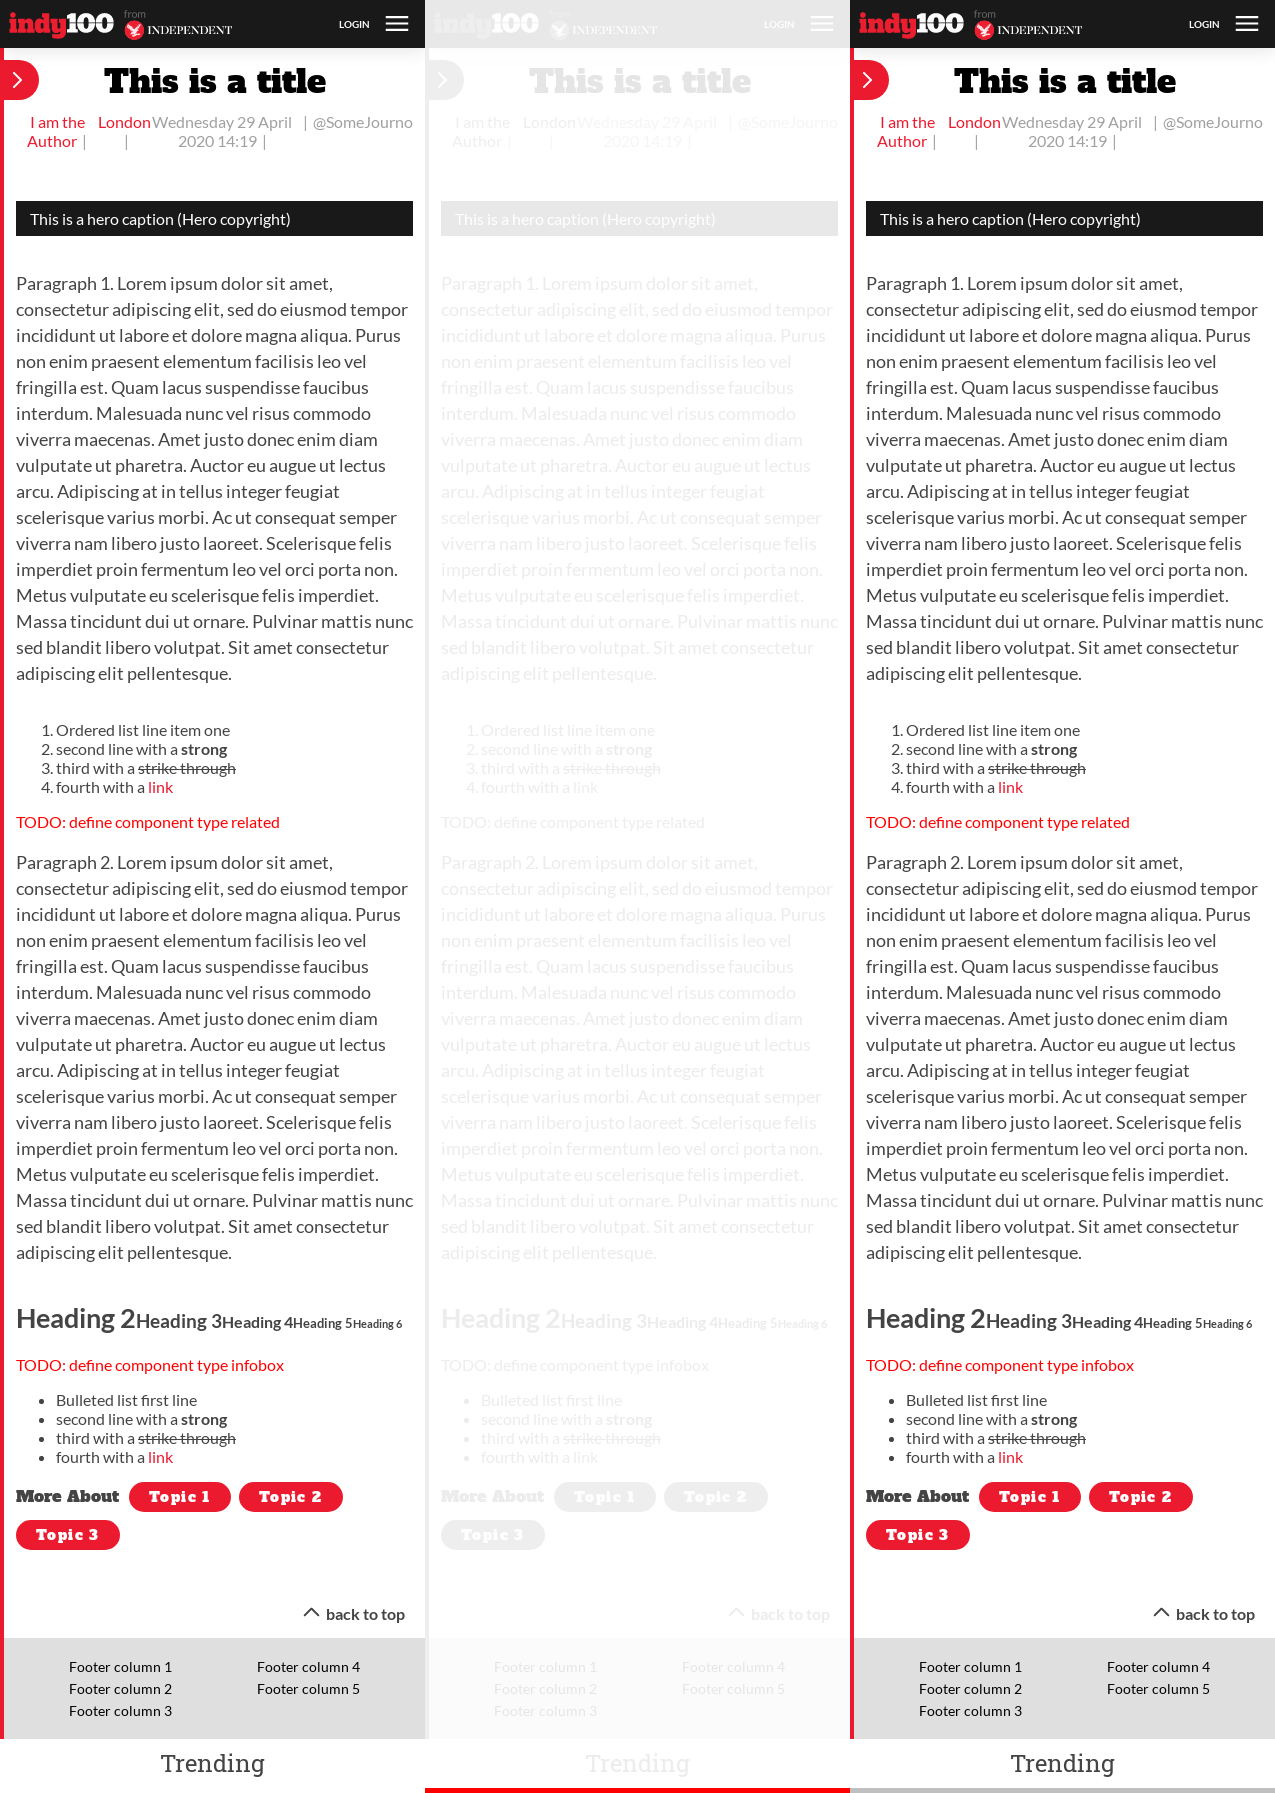 indy100 from INDEPENDENT
LOGIN
This is a title
I am the Author |
London |
Wednesday 29 April 2020 14:19 |
| @SomeJourno
This is a hero caption (Hero copyright)
Paragraph 1. Lorem ipsum dolor sit amet,
consectetur adipiscing elit, sed do eiusmod tempor
incididunt ut labore et dolore magna aliqua. Purus
non enim praesent elementum facilisis leo vel
fringilla est. Quam lacus suspendisse faucibus
interdum. Malesuada nunc vel risus commodo
viverra maecenas. Amet justo donec enim diam
vulputate ut pharetra. Auctor eu augue ut lectus
arcu. Adipiscing at in tellus integer feugiat
scelerisque varius morbi. Ac ut consequat semper
viverra nam libero justo laoreet. Scelerisque felis
imperdiet proin fermentum leo vel orci porta non.
Metus vulputate eu scelerisque felis imperdiet.
Massa tincidunt dui ut ornare. Pulvinar mattis nunc
sed blandit libero volutpat. Sit amet consectetur
adipiscing elit pellentesque.
1. Ordered list line item one
2. second line with a strong
3. third with a strike through
4. fourth with a link
TODO: define component type related
Paragraph 2. Lorem ipsum dolor sit amet,
consectetur adipiscing elit, sed do eiusmod tempor
incididunt ut labore et dolore magna aliqua. Purus
non enim praesent elementum facilisis leo vel
fringilla est. Quam lacus suspendisse faucibus
interdum. Malesuada nunc vel risus commodo
viverra maecenas. Amet justo donec enim diam
vulputate ut pharetra. Auctor eu augue ut lectus
arcu. Adipiscing at in tellus integer feugiat
scelerisque varius morbi. Ac ut consequat semper
viverra nam libero justo laoreet. Scelerisque felis
imperdiet proin fermentum leo vel orci porta non.
Metus vulputate eu scelerisque felis imperdiet.
Massa tincidunt dui ut ornare. Pulvinar mattis nunc
sed blandit libero volutpat. Sit amet consectetur
adipiscing elit pellentesque.
Heading 2Heading 3Heading 4Heading 5Heading 6
TODO: define component type infobox
• Bulleted list first line
• second line with a strong
• third with a strike through
• fourth with a link
More About Topic 1 Topic 2
Topic 3
back to top
Footer column 1
Footer column 2
Footer column 3
Footer column 4
Footer column 5
Trending
indy100 from INDEPENDENT
LOGIN
This is a title
I am the Author |
London |
Wednesday 29 April 2020 14:19 |
| @SomeJourno
This is a hero caption (Hero copyright)
Paragraph 1. Lorem ipsum dolor sit amet,
consectetur adipiscing elit, sed do eiusmod tempor
incididunt ut labore et dolore magna aliqua. Purus
non enim praesent elementum facilisis leo vel
fringilla est. Quam lacus suspendisse faucibus
interdum. Malesuada nunc vel risus commodo
viverra maecenas. Amet justo donec enim diam
vulputate ut pharetra. Auctor eu augue ut lectus
arcu. Adipiscing at in tellus integer feugiat
scelerisque varius morbi. Ac ut consequat semper
viverra nam libero justo laoreet. Scelerisque felis
imperdiet proin fermentum leo vel orci porta non.
Metus vulputate eu scelerisque felis imperdiet.
Massa tincidunt dui ut ornare. Pulvinar mattis nunc
sed blandit libero volutpat. Sit amet consectetur
adipiscing elit pellentesque.
1. Ordered list line item one
2. second line with a strong
3. third with a strike through
4. fourth with a link
TODO: define component type related
Paragraph 2. Lorem ipsum dolor sit amet,
consectetur adipiscing elit, sed do eiusmod tempor
incididunt ut labore et dolore magna aliqua. Purus
non enim praesent elementum facilisis leo vel
fringilla est. Quam lacus suspendisse faucibus
interdum. Malesuada nunc vel risus commodo
viverra maecenas. Amet justo donec enim diam
vulputate ut pharetra. Auctor eu augue ut lectus
arcu. Adipiscing at in tellus integer feugiat
scelerisque varius morbi. Ac ut consequat semper
viverra nam libero justo laoreet. Scelerisque felis
imperdiet proin fermentum leo vel orci porta non.
Metus vulputate eu scelerisque felis imperdiet.
Massa tincidunt dui ut ornare. Pulvinar mattis nunc
sed blandit libero volutpat. Sit amet consectetur
adipiscing elit pellentesque.
Heading 2Heading 3Heading 4Heading 5Heading 6
TODO: define component type infobox
• Bulleted list first line
• second line with a strong
• third with a strike through
• fourth with a link
More About Topic 1 Topic 2
Topic 3
back to top
Footer column 1
Footer column 2
Footer column 3
Footer column 4
Footer column 5
Trending
indy100 from INDEPENDENT
LOGIN
This is a title
I am the Author |
London |
Wednesday 29 April 2020 14:19 |
| @SomeJourno
This is a hero caption (Hero copyright)
Paragraph 1. Lorem ipsum dolor sit amet,
consectetur adipiscing elit, sed do eiusmod tempor
incididunt ut labore et dolore magna aliqua. Purus
non enim praesent elementum facilisis leo vel
fringilla est. Quam lacus suspendisse faucibus
interdum. Malesuada nunc vel risus commodo
viverra maecenas. Amet justo donec enim diam
vulputate ut pharetra. Auctor eu augue ut lectus
arcu. Adipiscing at in tellus integer feugiat
scelerisque varius morbi. Ac ut consequat semper
viverra nam libero justo laoreet. Scelerisque felis
imperdiet proin fermentum leo vel orci porta non.
Metus vulputate eu scelerisque felis imperdiet.
Massa tincidunt dui ut ornare. Pulvinar mattis nunc
sed blandit libero volutpat. Sit amet consectetur
adipiscing elit pellentesque.
1. Ordered list line item one
2. second line with a strong
3. third with a strike through
4. fourth with a link
TODO: define component type related
Paragraph 2. Lorem ipsum dolor sit amet,
consectetur adipiscing elit, sed do eiusmod tempor
incididunt ut labore et dolore magna aliqua. Purus
non enim praesent elementum facilisis leo vel
fringilla est. Quam lacus suspendisse faucibus
interdum. Malesuada nunc vel risus commodo
viverra maecenas. Amet justo donec enim diam
vulputate ut pharetra. Auctor eu augue ut lectus
arcu. Adipiscing at in tellus integer feugiat
scelerisque varius morbi. Ac ut consequat semper
viverra nam libero justo laoreet. Scelerisque felis
imperdiet proin fermentum leo vel orci porta non.
Metus vulputate eu scelerisque felis imperdiet.
Massa tincidunt dui ut ornare. Pulvinar mattis nunc
sed blandit libero volutpat. Sit amet consectetur
adipiscing elit pellentesque.
Heading 2Heading 3Heading 4Heading 5Heading 6
TODO: define component type infobox
• Bulleted list first line
• second line with a strong
• third with a strike through
• fourth with a link
More About Topic 1 Topic 2
Topic 3
back to top
Footer column 1
Footer column 2
Footer column 3
Footer column 4
Footer column 5
Trending